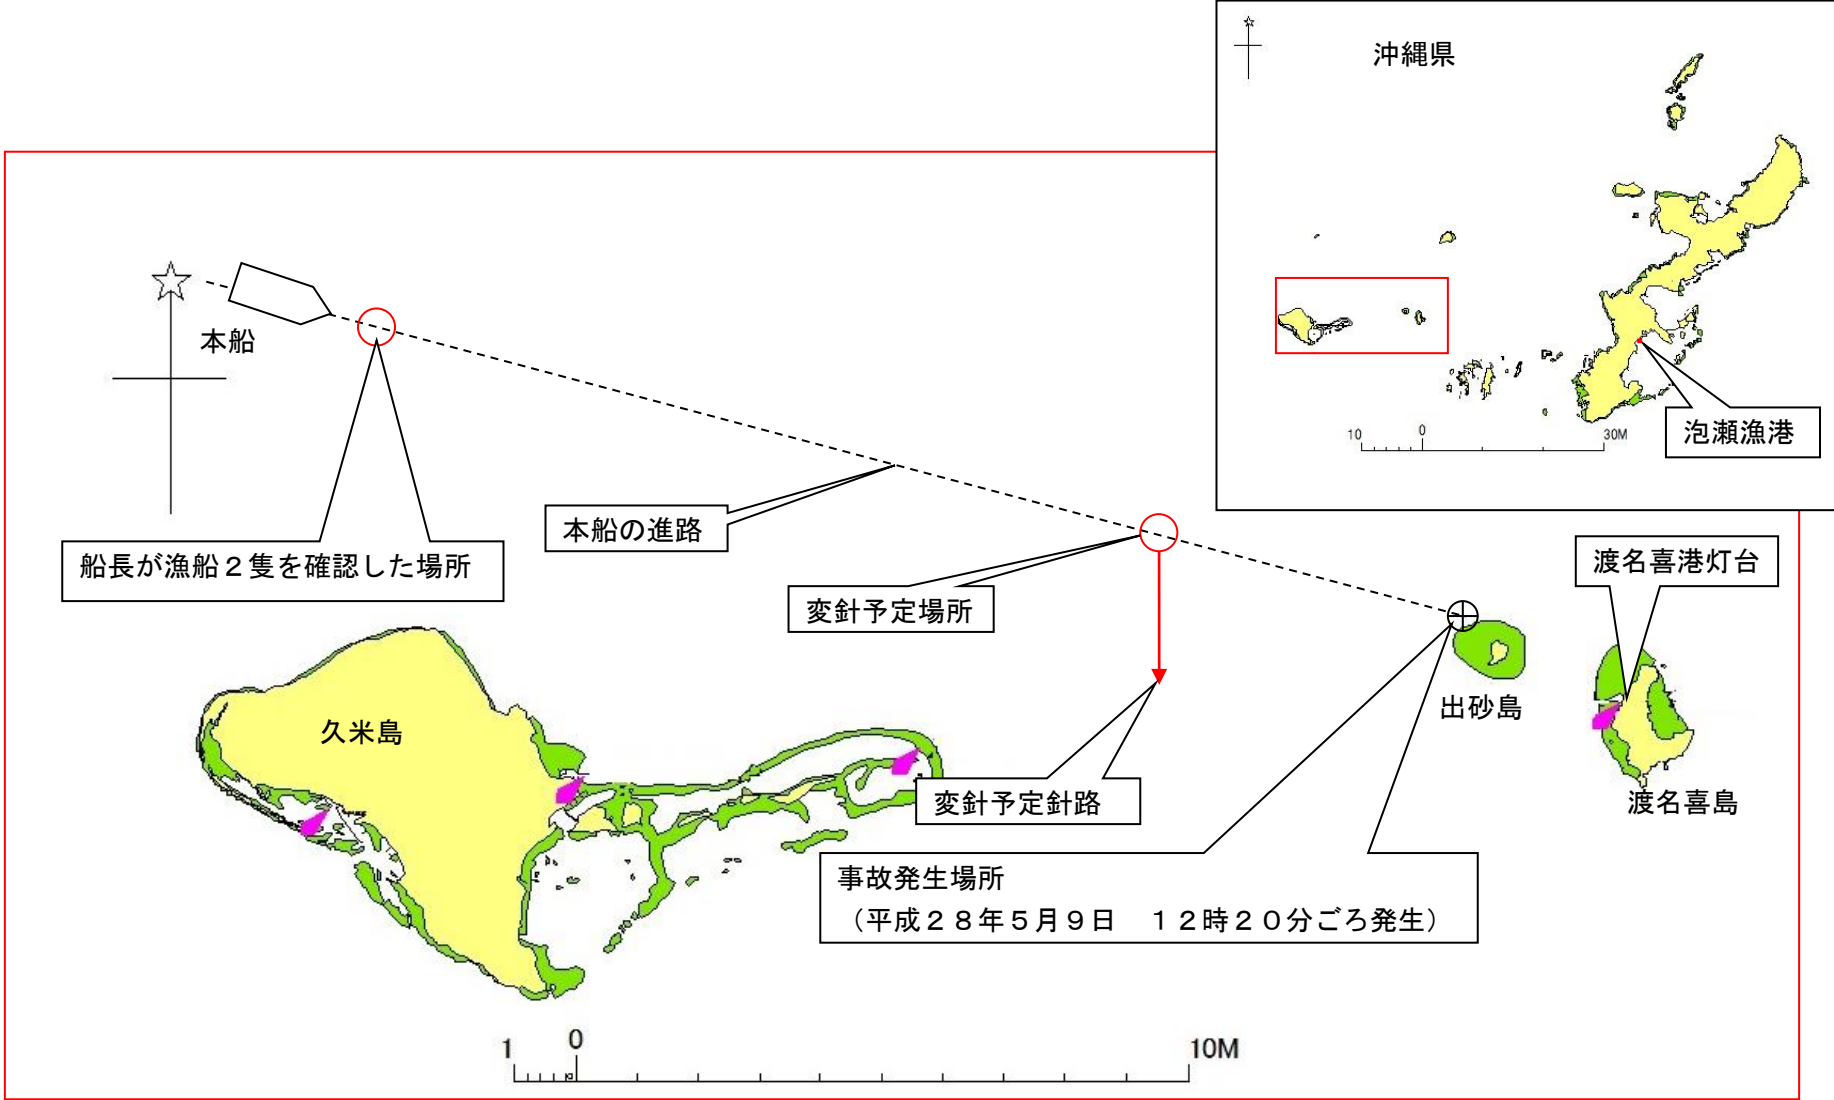 沖縄県
10 0 30M
泡瀬漁港
本船
船長が漁船２隻を確認した場所
本船の進路
変針予定場所
渡名喜港灯台
出砂島
久米島
変針予定針路
渡名喜島
事故発生場所
（平成２８年５月９日　１２時２０分ごろ発生）
1 0 10M